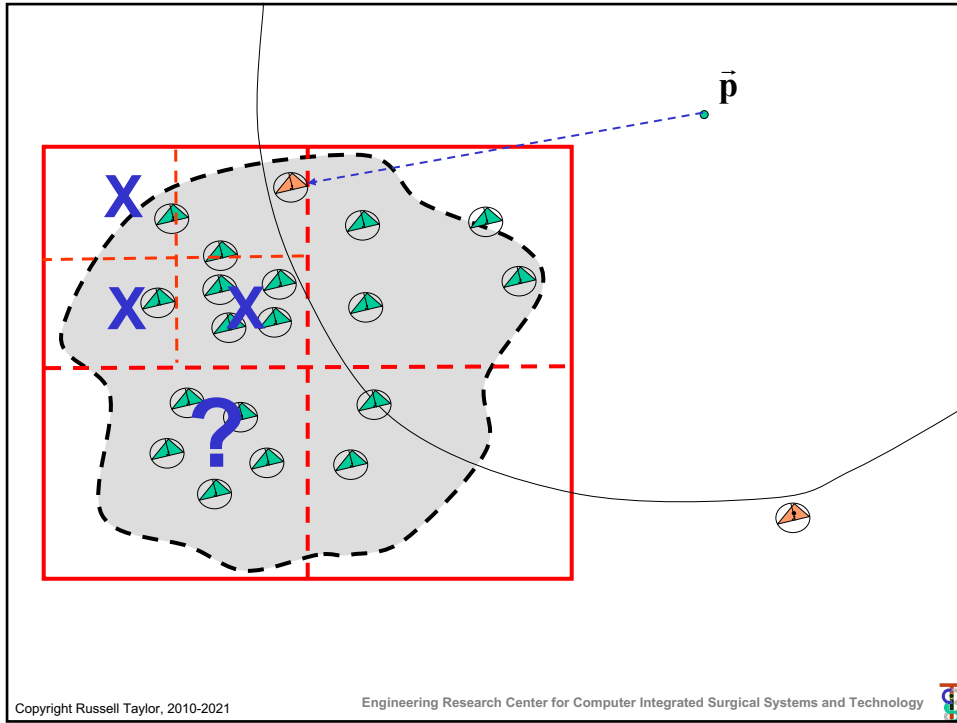 p
X
X
X
?
Copyright Russell Taylor, 2010-2021
Engineering Research Center for Computer Integrated Surgical Systems and Technology